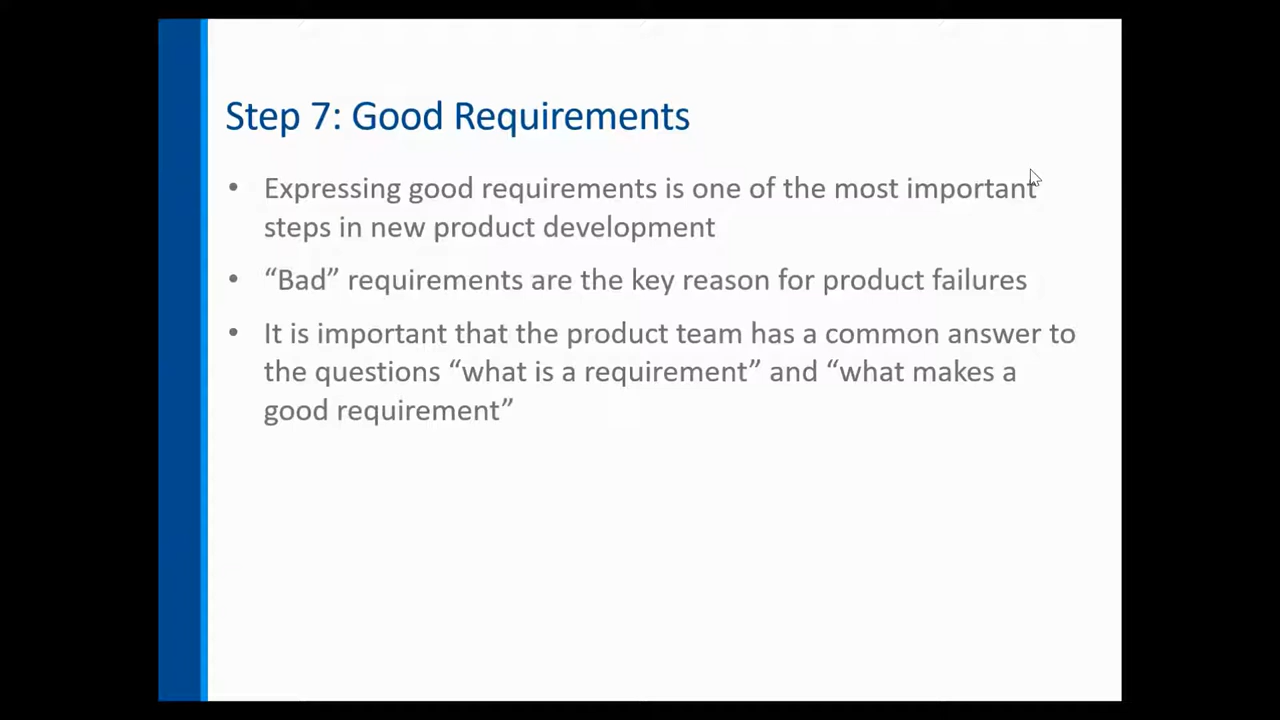 Step 7: Good Requirements
• Expressing good requirements is one of the most important
steps in new product development
• “Bad” requirements are the key reason for product failures
• It is important that the product team has a common answer to
the questions “what is a requirement” and “what makes a
good requirement”